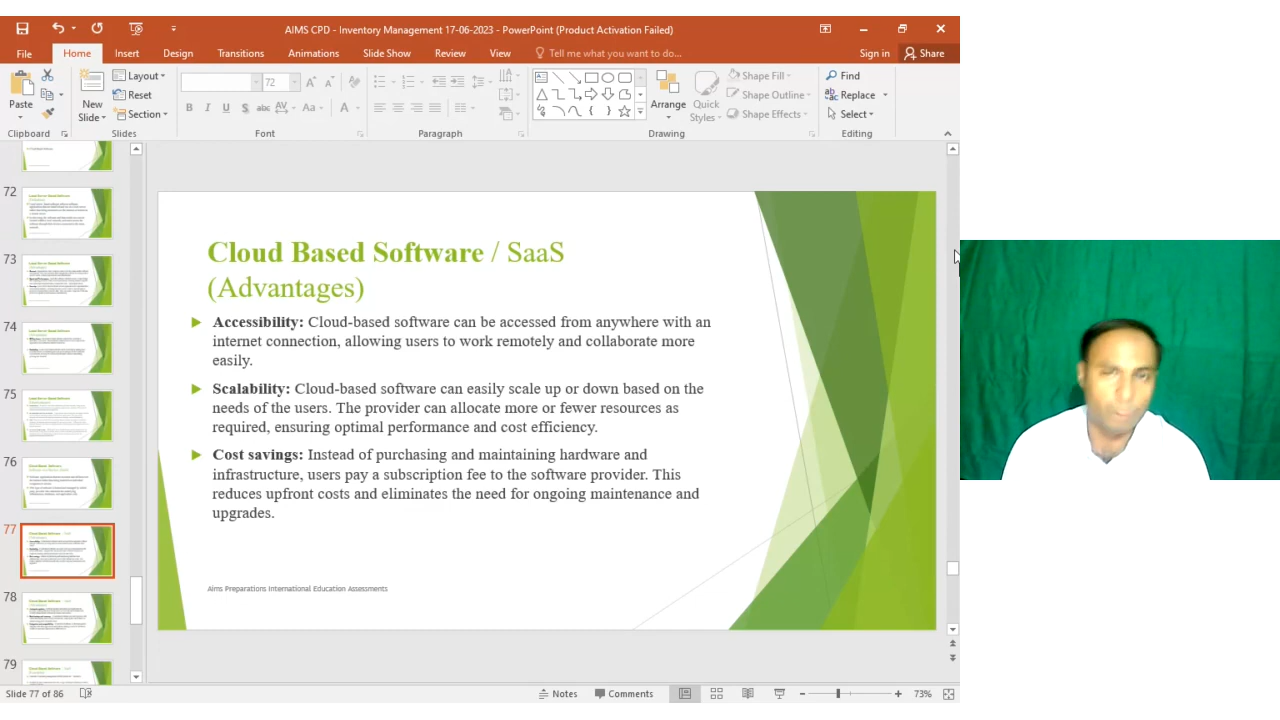 AIMS CPD - Inventory Management 17-06-2023 - PowerPoint (Product Activation Failed)
File Home Insert Design Transitions Animations Slide Show Review View Tell me what you want to do... Sign in Share
Paste
New
Slide
Layout
Reset
Section
72
B I U S abc AV Aa A
Arrange
Quick
Styles
Shape Fill
Shape Outline
Shape Effects
Find
Replace
Select
Clipboard Slides Font Paragraph Drawing Editing
72
73
74
75
76
77
78
79
Cloud Based Software / SaaS
(Advantages)
Accessibility: Cloud-based software can be accessed from anywhere with an
internet connection, allowing users to work remotely and collaborate more
easily.
Scalability: Cloud-based software can easily scale up or down based on the
needs of the users. The provider can allocate more or fewer resources as
required, ensuring optimal performance and cost efficiency.
Cost savings: Instead of purchasing and maintaining hardware and
infrastructure, users pay a subscription fee to the software provider. This
reduces upfront costs and eliminates the need for ongoing maintenance and
upgrades.
Aims Preparations International Education Assessments
Slide 77 of 86 Notes Comments 73%